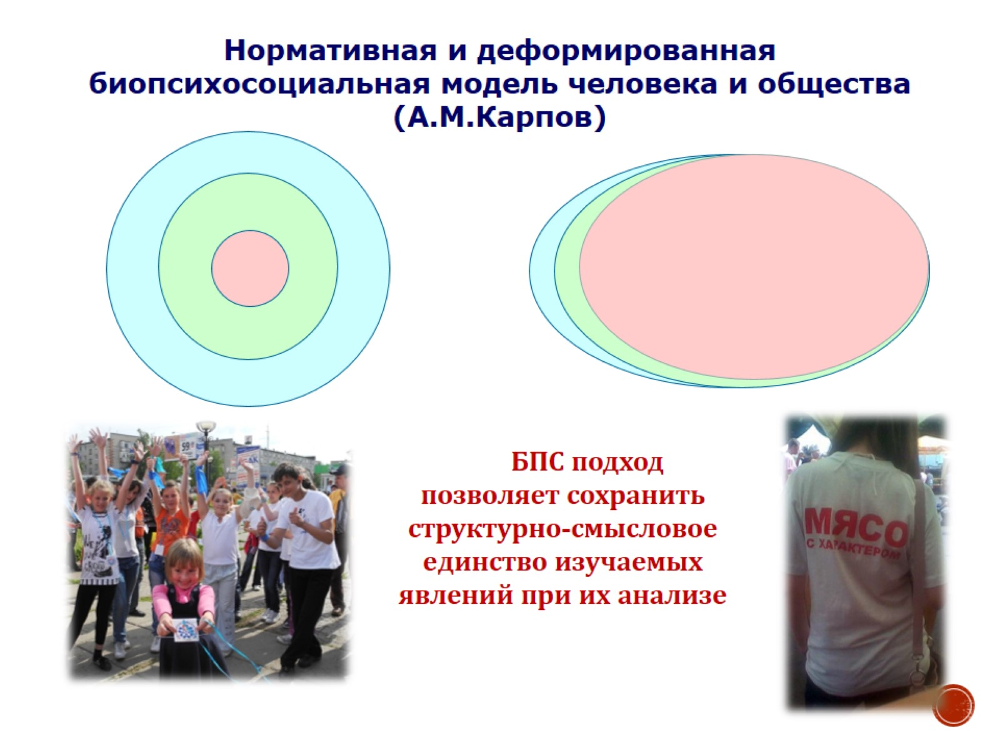 Нормативная и деформированная
биопсихосоциальная модель человека и общества
(А.М.Карпов)
БПС подход
позволяет сохранить
структурно-смысловое
единство изучаемых
явлений при их анализе
59
МЯСО
С ХАРАКТЕРОМ